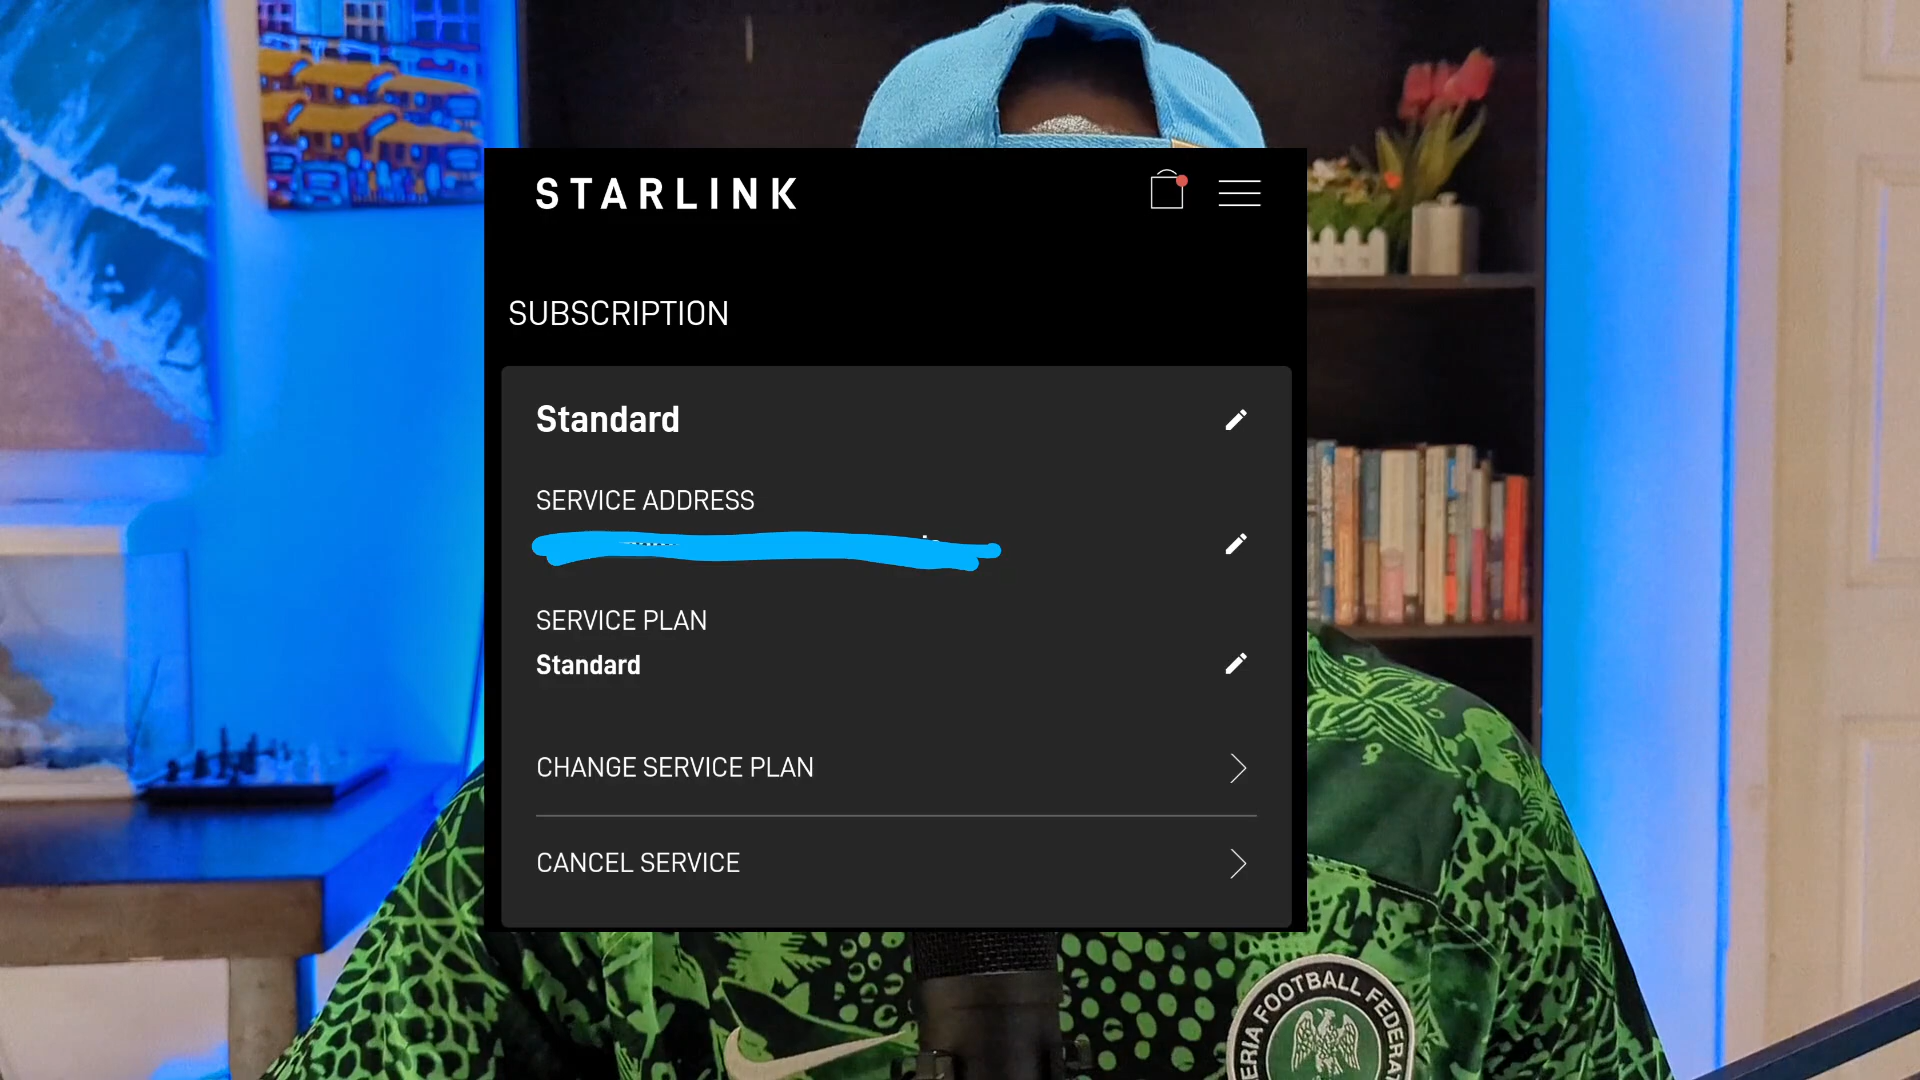 STARLINK
SUBSCRIPTION
Standard
SERVICE ADDRESS
SERVICE PLAN
Standard
CHANGE SERVICE PLAN
CANCEL SERVICE
FOOTBALL